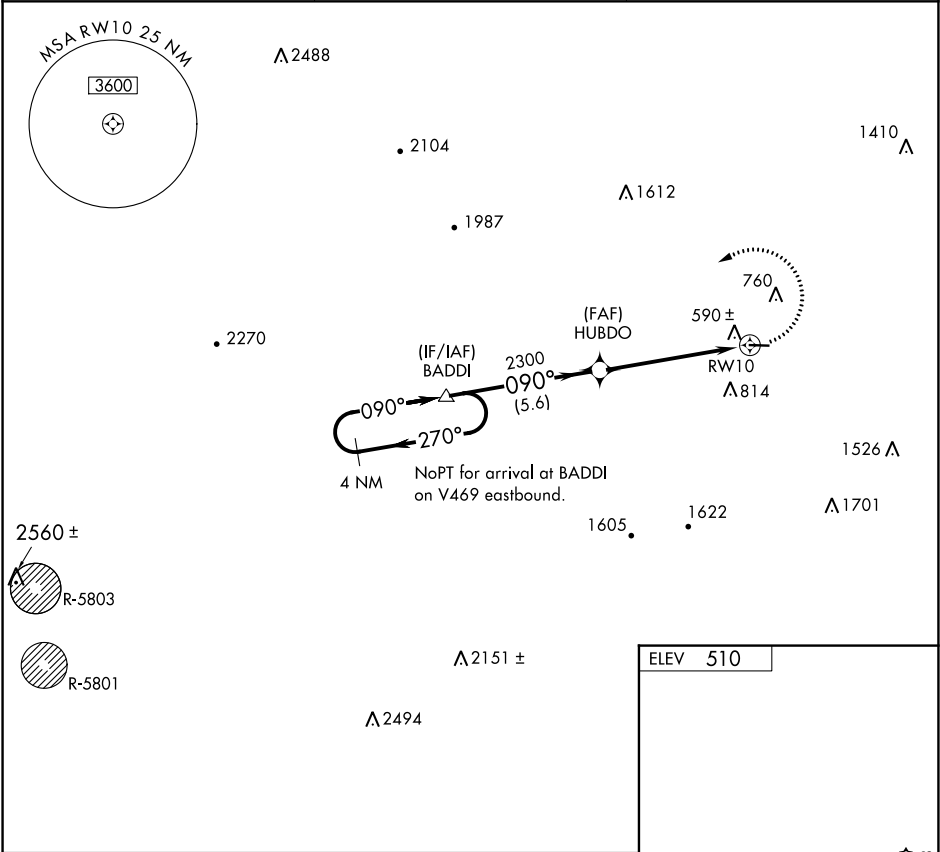 MSA RW10 25 NM
3600
2488
2104
1410
1612
1987
760
590 ±
(FAF)
HUBDO
2270
(IF/IAF)
BADDI
2300
090°
(5.6)
RW10
814
090°
270°
4 NM
NoPT for arrival at BADDI
on V469 eastbound.
1526
1701
1605
1622
2560 ±
R-5803
R-5801
2151 ±
2494
ELEV 510